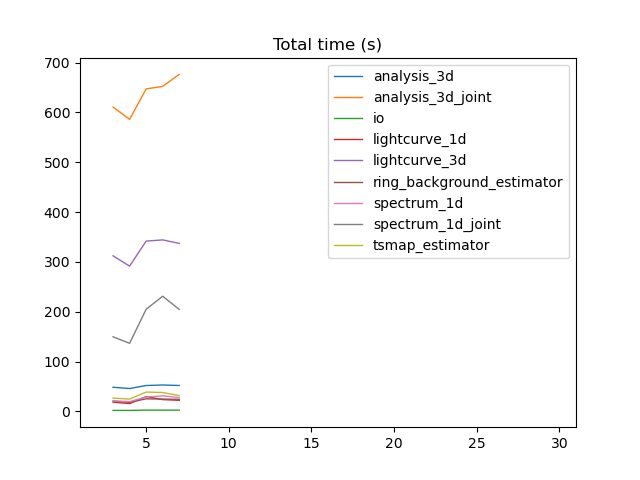 Total time (s)
700
600
500
400
300
200
100
0
analysis_3d
analysis_3d_joint
io
lightcurve_1d
lightcurve_3d
ring_background_estimator
spectrum_1d
spectrum_1d_joint
tsmap_estimator
5 10 15 20 25 30